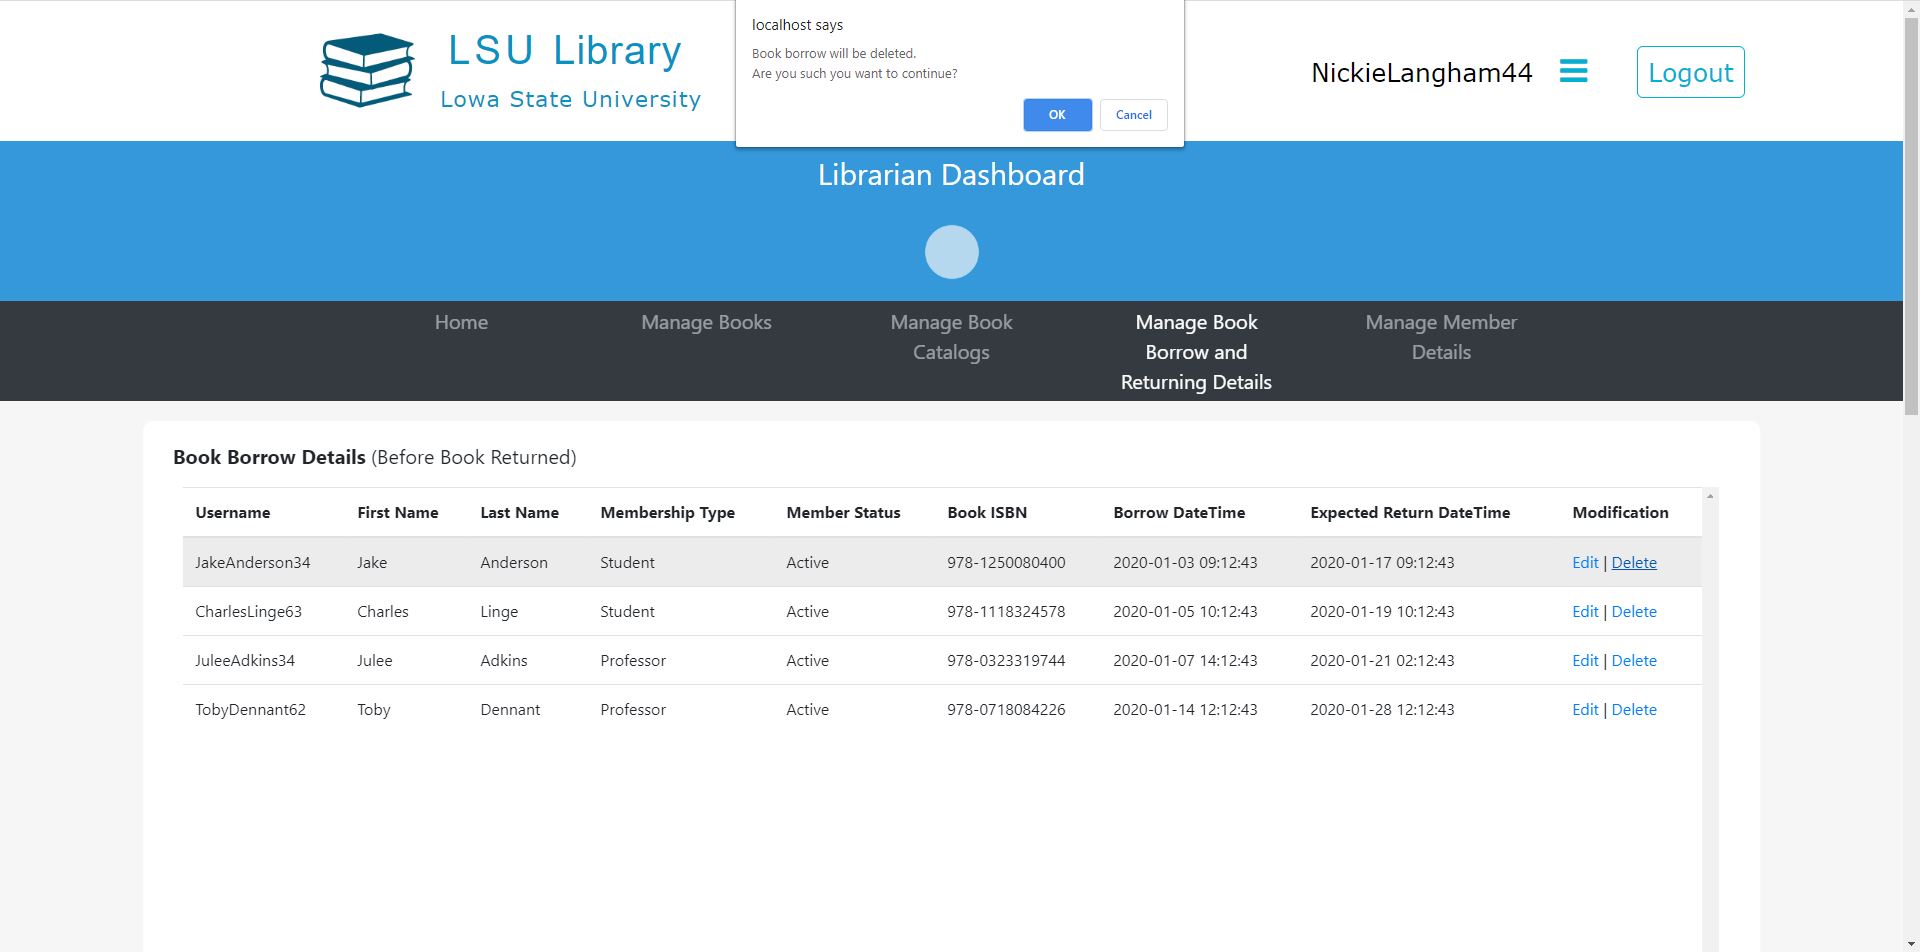 localhost says
Book borrow will be deleted.
Are you such you want to continue?
OK Cancel
LSU Library
Lowa State University
NickieLangham44
Logout
Librarian Dashboard
Home
Manage Books
Manage Book
Catalogs
Manage Book
Borrow and
Returning Details
Manage Member
Details
Book Borrow Details (Before Book Returned)
Username First Name Last Name Membership Type Member Status Book ISBN Borrow DateTime Expected Return DateTime Modification
JakeAnderson34 Jake Anderson Student Active 978-1250080400 2020-01-03 09:12:43 2020-01-17 09:12:43 Edit | Delete
CharlesLinge63 Charles Linge Student Active 978-1118324578 2020-01-05 10:12:43 2020-01-19 10:12:43 Edit | Delete
JuleeAdkins34 Julee Adkins Professor Active 978-0323319744 2020-01-07 14:12:43 2020-01-21 02:12:43 Edit | Delete
TobyDennant62 Toby Dennant Professor Active 978-0718084226 2020-01-14 12:12:43 2020-01-28 12:12:43 Edit | Delete